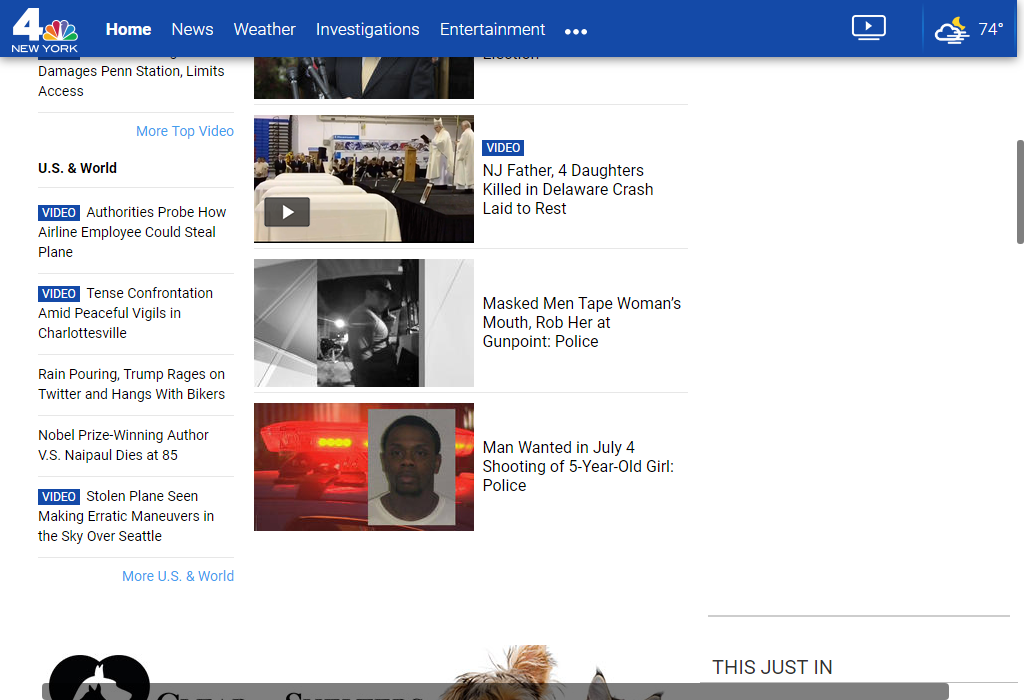 4
NEW YORK
Home
News
Weather
Investigations
Entertainment
74°
Damages Penn Station, Limits
Access
More Top Video
U.S. & World
VIDEO Authorities Probe How
Airline Employee Could Steal
Plane
VIDEO Tense Confrontation
Amid Peaceful Vigils in
Charlottesville
Rain Pouring, Trump Rages on
Twitter and Hangs With Bikers
Nobel Prize-Winning Author
V.S. Naipaul Dies at 85
VIDEO Stolen Plane Seen
Making Erratic Maneuvers in
the Sky Over Seattle
More U.S. & World
Election
VIDEO
NJ Father, 4 Daughters
Killed in Delaware Crash
Laid to Rest
Masked Men Tape Woman's
Mouth, Rob Her at
Gunpoint: Police
Man Wanted in July 4
Shooting of 5-Year-Old Girl:
Police
THIS JUST IN